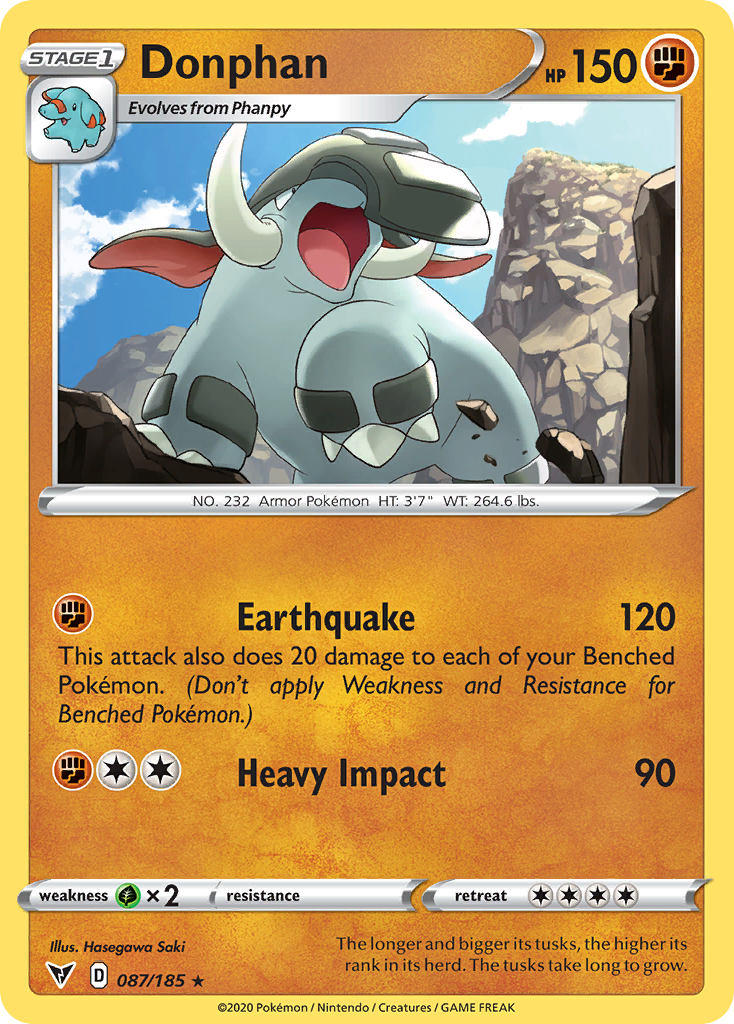 STAGE1
Donphan
HP 150
Evolves from Phanpy
NO. 232 Armor Pokémon HT: 3'7" WT: 264.6 lbs.
Earthquake 120
This attack also does 20 damage to each of your Benched
Pokémon. (Don't apply Weakness and Resistance for
Benched Pokémon.)
Heavy Impact 90
weakness ×2 resistance retreat
Illus. Hasegawa Saki
The longer and bigger its tusks, the higher its
rank in its herd. The tusks take long to grow.
D 087/185 ★
©2020 Pokémon / Nintendo / Creatures / GAME FREAK